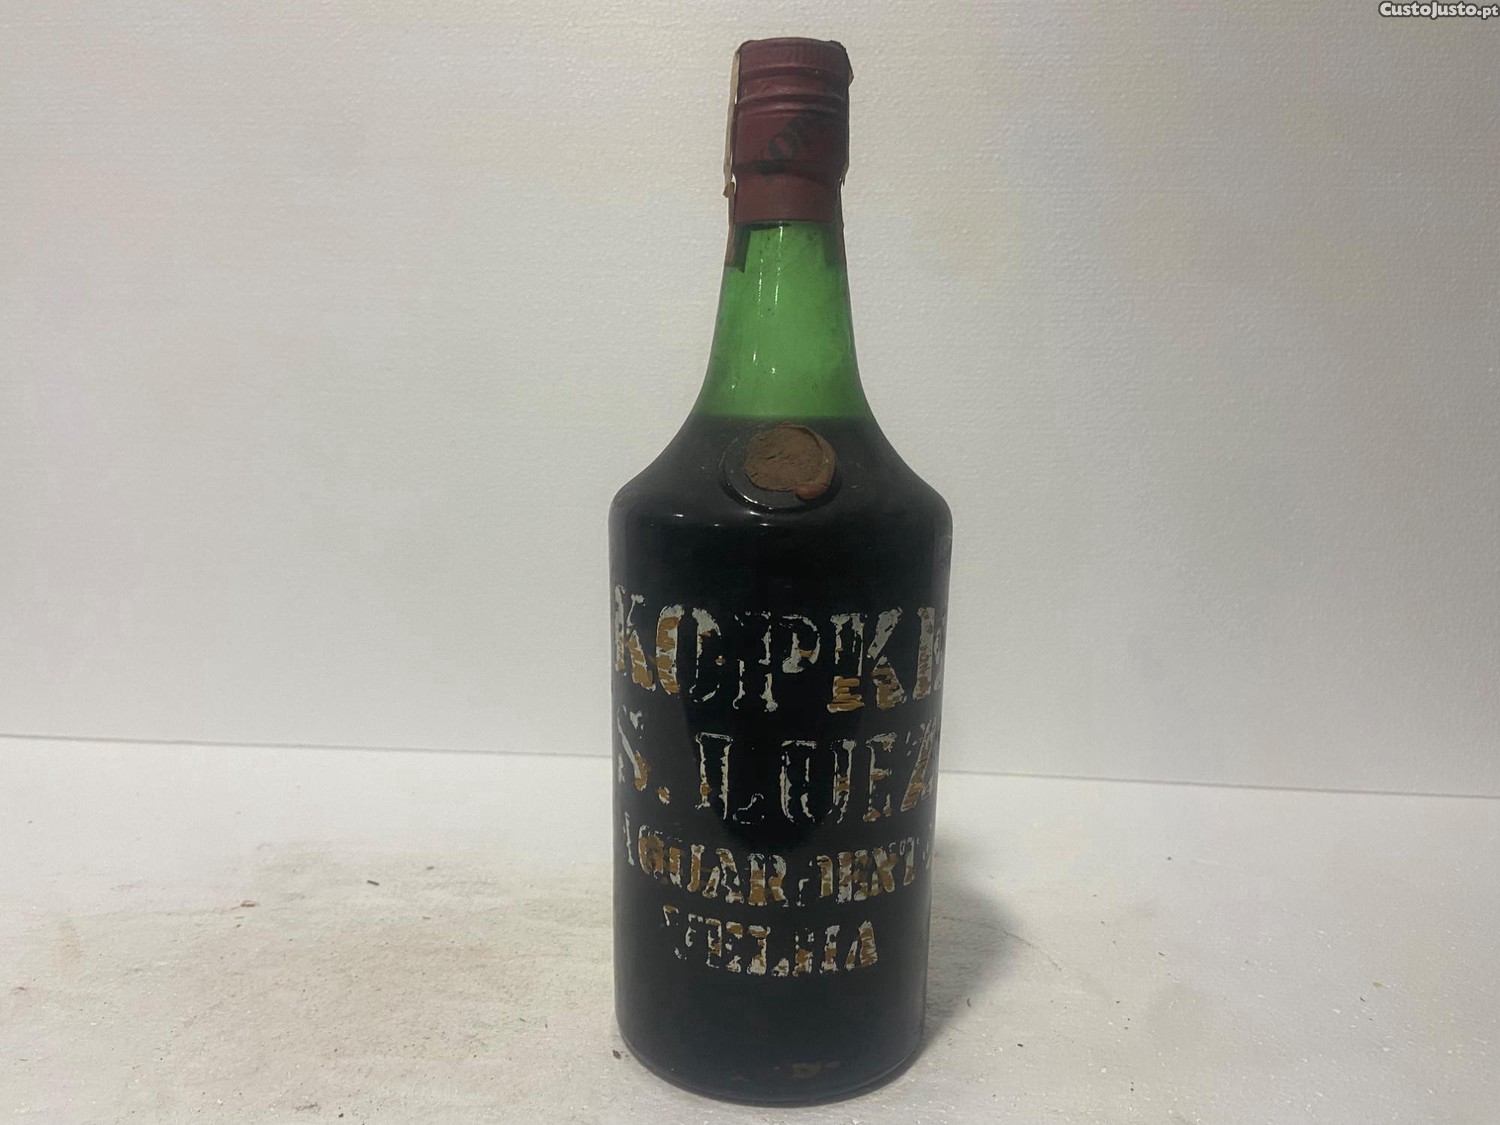 CustoJusto.pt
KOPKE
S. LUIZ
AGUARDENTE
VELHA